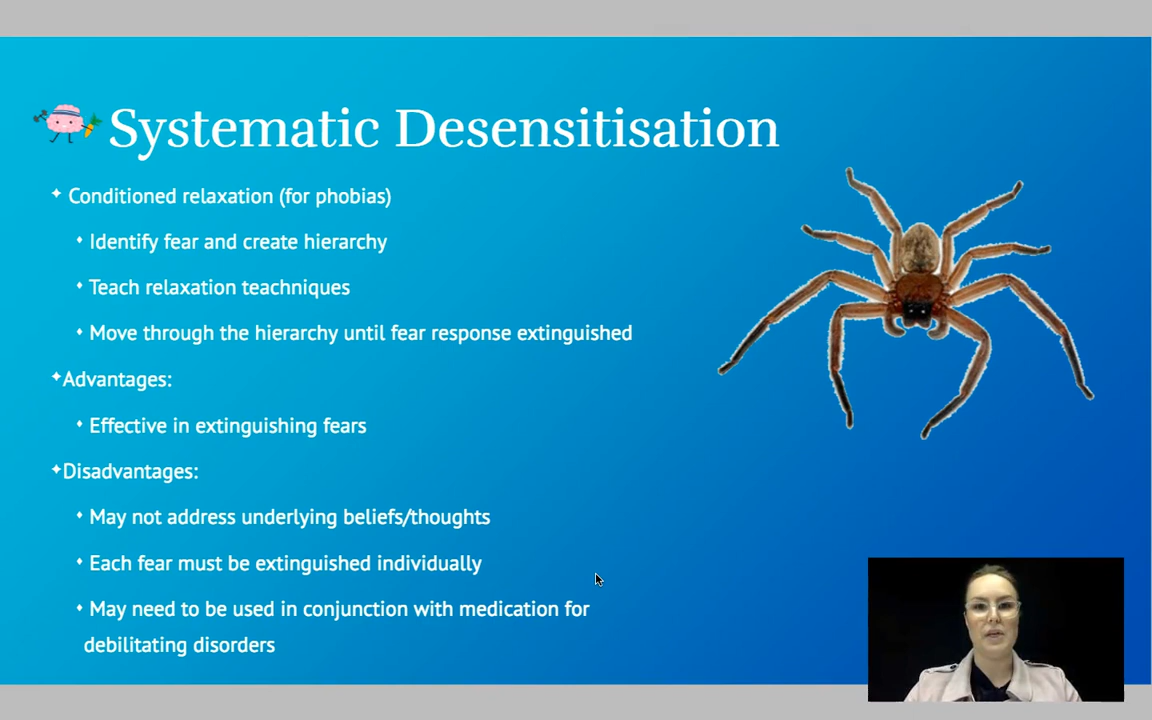 Systematic Desensitisation
Conditioned relaxation (for phobias)
Identify fear and create hierarchy
Teach relaxation teachniques
Move through the hierarchy until fear response extinguished
Advantages:
Effective in extinguishing fears
Disadvantages:
May not address underlying beliefs/thoughts
Each fear must be extinguished individually
May need to be used in conjunction with medication for
debilitating disorders